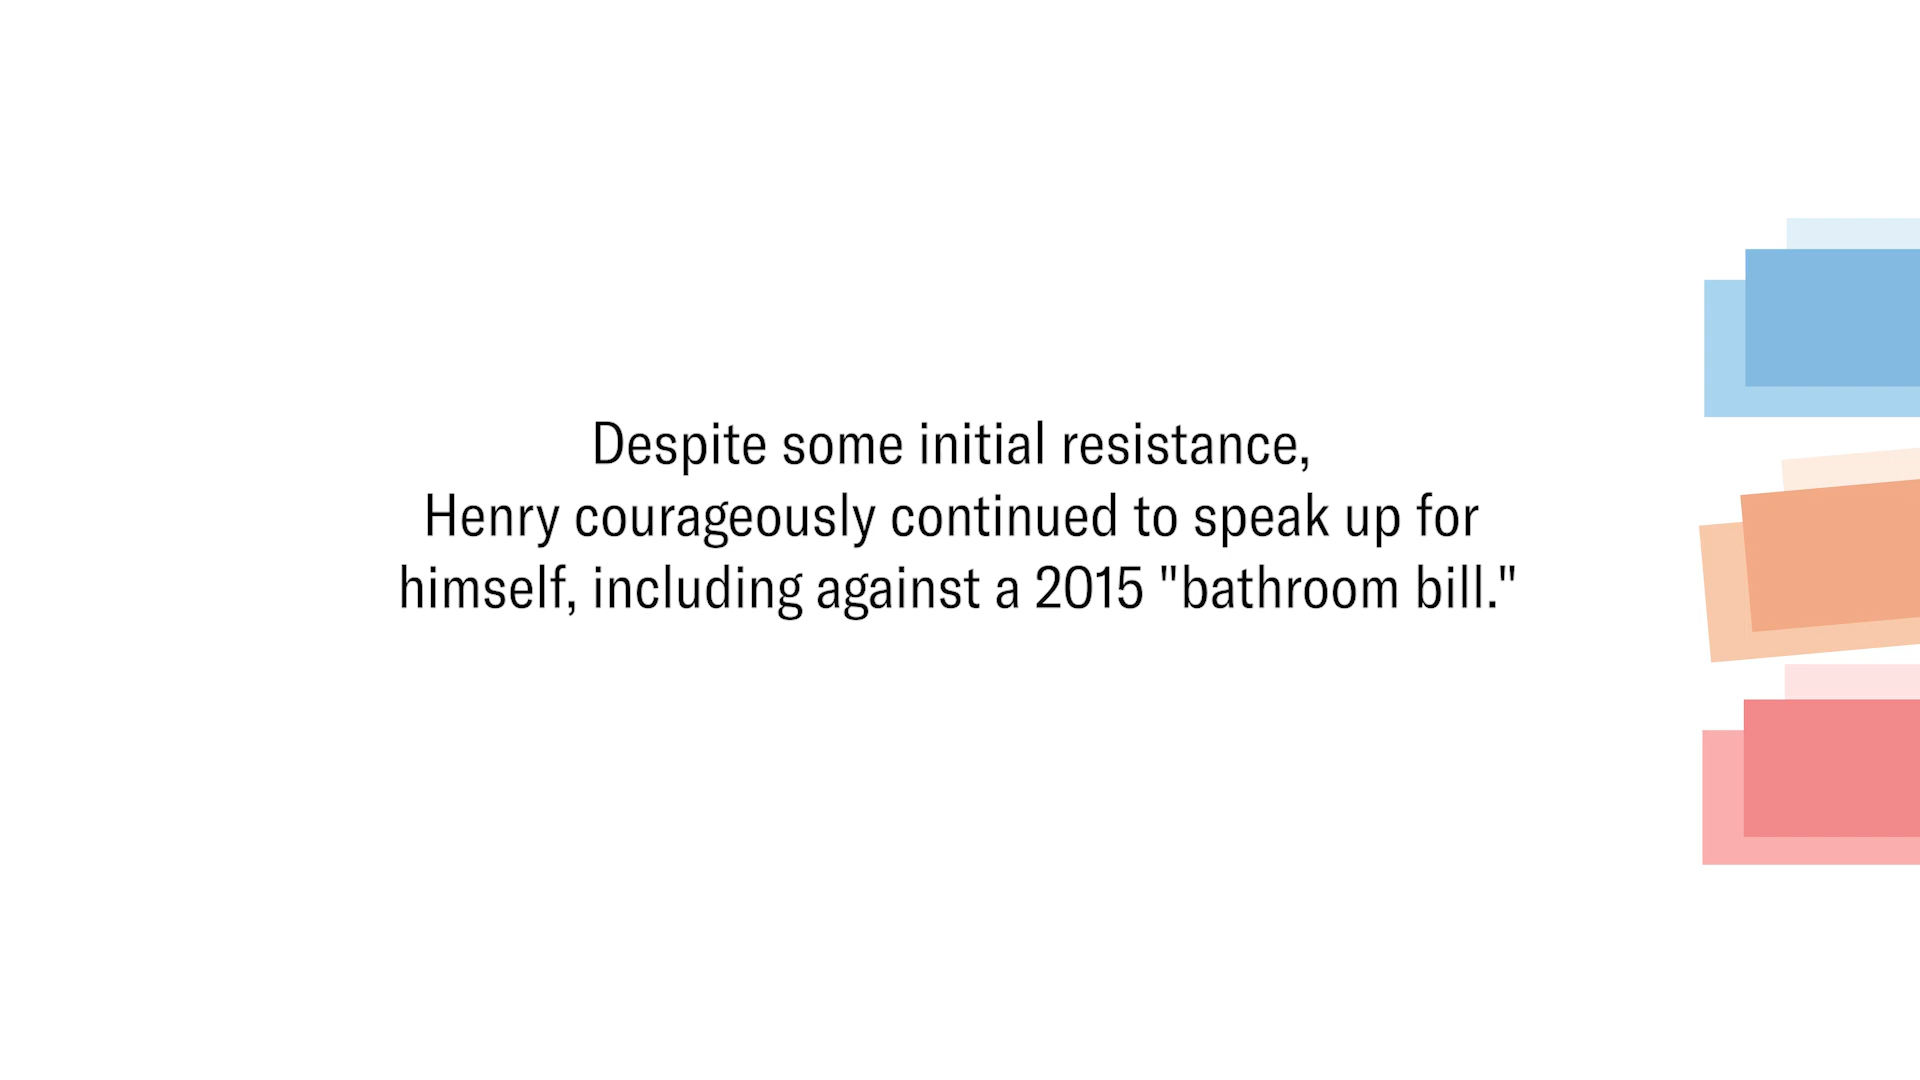 Despite some initial resistance,
Henry courageously continued to speak up for
himself, including against a 2015 "bathroom bill."